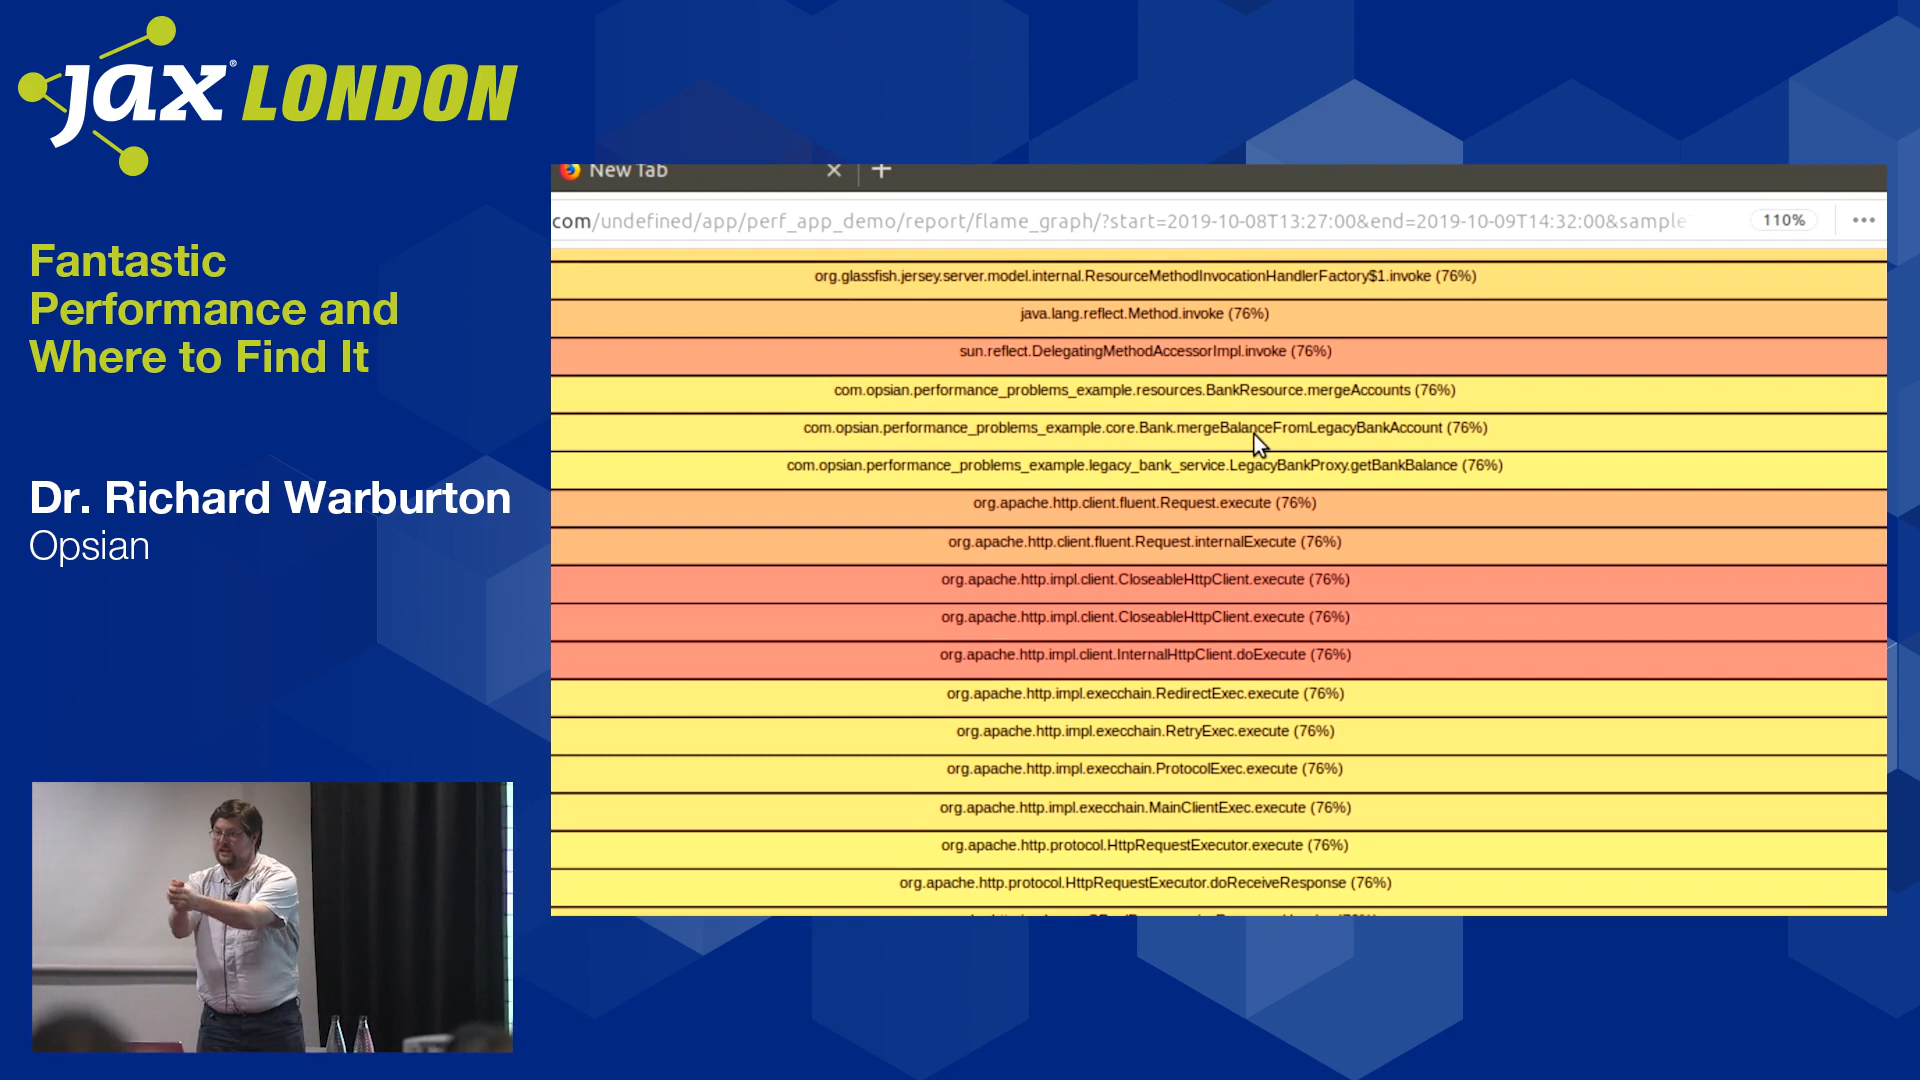 jax® LONDON
Fantastic
Performance and
Where to Find It
Dr. Richard Warburton
Opsian
New Tab
com/undefined/app/perf_app_demo/report/flame_graph/?start=2019-10-08T13:27:00&end=2019-10-09T14:32:00&sample
110%
org.glassfish.jersey.server.model.internal.ResourceMethodInvocationHandlerFactory$1.invoke (76%)
java.lang.reflect.Method.invoke (76%)
sun.reflect.DelegatingMethodAccessorImpl.invoke (76%)
com.opsian.performance_problems_example.resources.BankResource.mergeAccounts (76%)
com.opsian.performance_problems_example.core.Bank.mergeBalanceFromLegacyBankAccount (76%)
com.opsian.performance_problems_example.legacy_bank_service.LegacyBankProxy.getBankBalance (76%)
org.apache.http.client.fluent.Request.execute (76%)
org.apache.http.client.fluent.Request.internalExecute (76%)
org.apache.http.impl.client.CloseableHttpClient.execute (76%)
org.apache.http.impl.client.CloseableHttpClient.execute (76%)
org.apache.http.impl.client.InternalHttpClient.doExecute (76%)
org.apache.http.impl.execchain.RedirectExec.execute (76%)
org.apache.http.impl.execchain.RetryExec.execute (76%)
org.apache.http.impl.execchain.ProtocolExec.execute (76%)
org.apache.http.impl.execchain.MainClientExec.execute (76%)
org.apache.http.protocol.HttpRequestExecutor.execute (76%)
org.apache.http.protocol.HttpRequestExecutor.doReceiveResponse (76%)